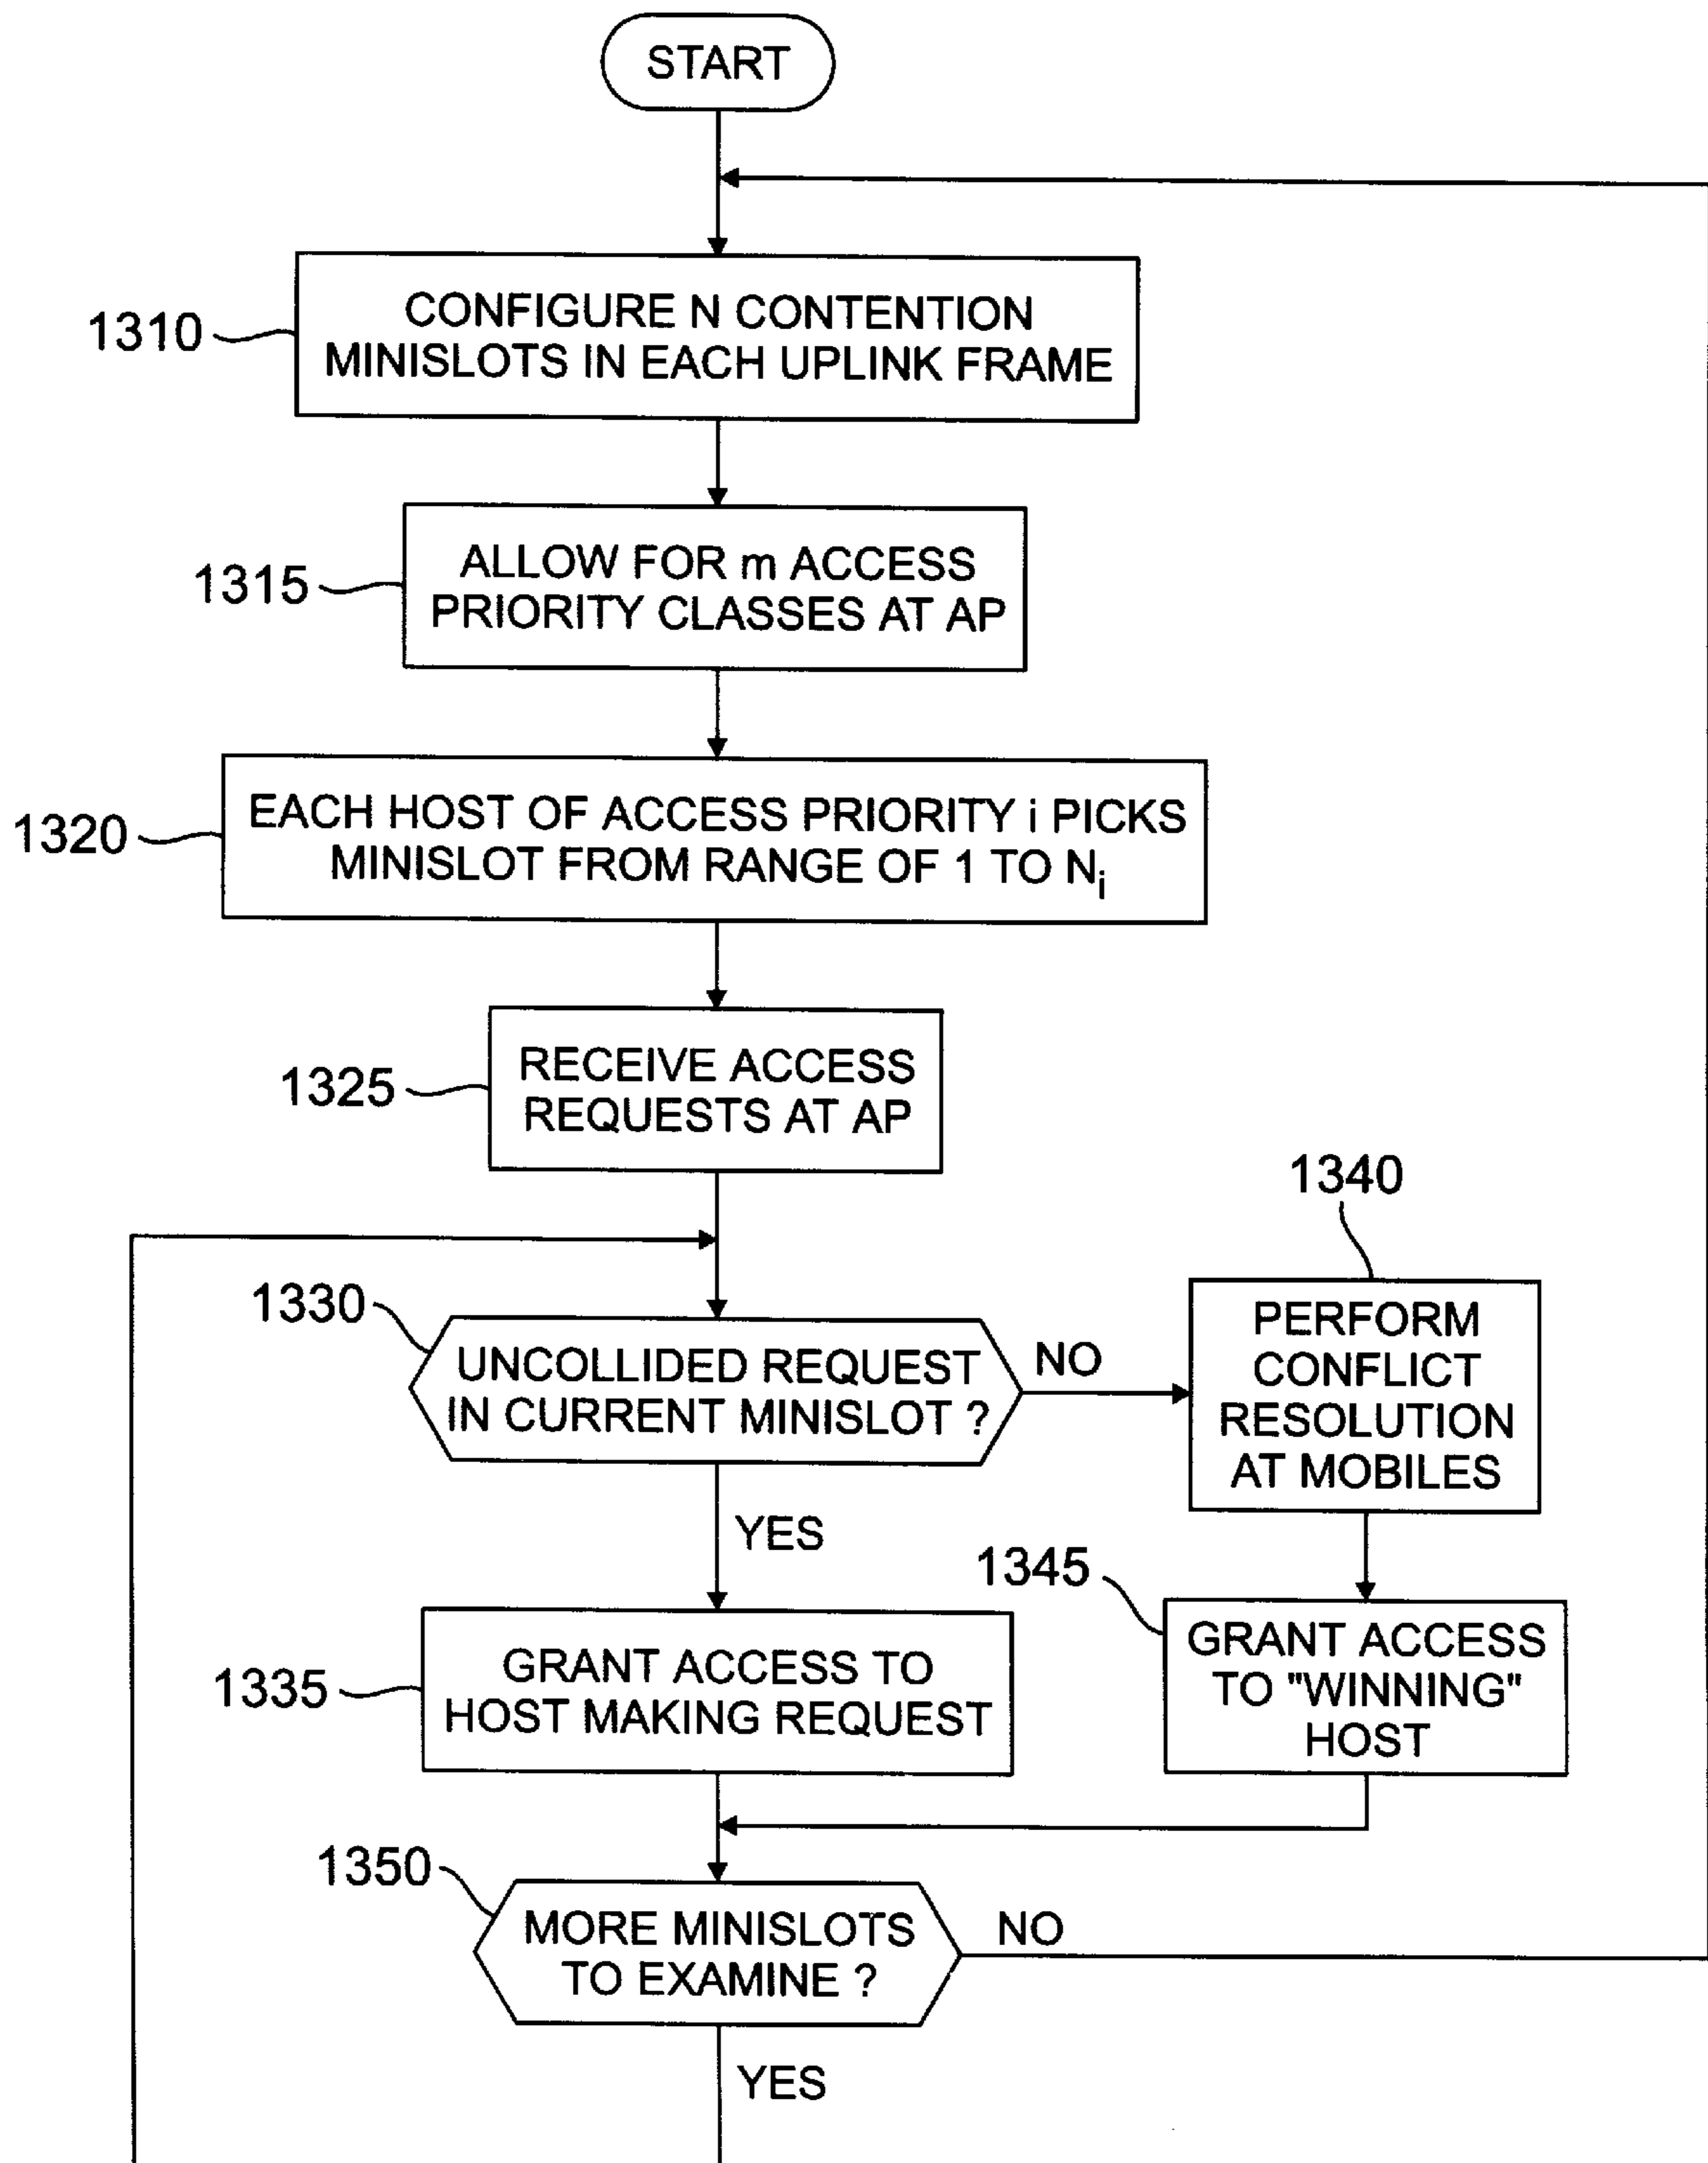 START
CONFIGURE N CONTENTION
MINISLOTS IN EACH UPLINK FRAME
1310
ALLOW FOR m ACCESS
PRIORITY CLASSES AT AP
1315
EACH HOST OF ACCESS PRIORITY i PICKS
MINISLOT FROM RANGE OF 1 TO Ni
1320
RECEIVE ACCESS
REQUESTS AT AP
1325
1330
UNCOLLIDED REQUEST
IN CURRENT MINISLOT ?
NO
YES
1340
PERFORM
CONFLICT
RESOLUTION
AT MOBILES
1335
GRANT ACCESS TO
HOST MAKING REQUEST
1345
GRANT ACCESS
TO "WINNING"
HOST
1350
MORE MINISLOTS
TO EXAMINE ?
NO
YES